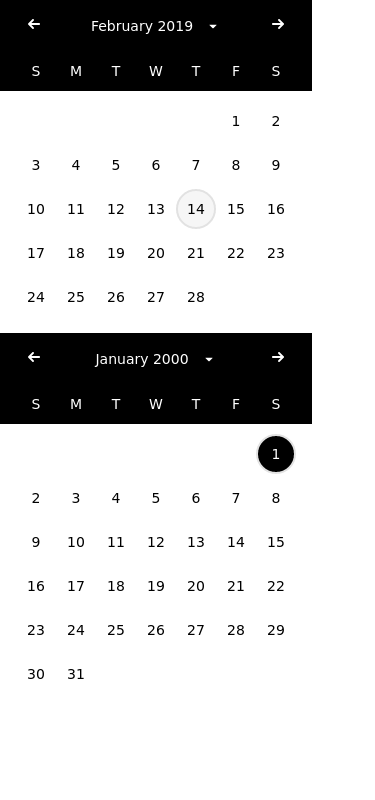 February 2019
S M T W T F S
1 2
3 4 5 6 7 8 9
10 11 12 13 14 15 16
17 18 19 20 21 22 23
24 25 26 27 28
January 2000
S M T W T F S
1
2 3 4 5 6 7 8
9 10 11 12 13 14 15
16 17 18 19 20 21 22
23 24 25 26 27 28 29
30 31